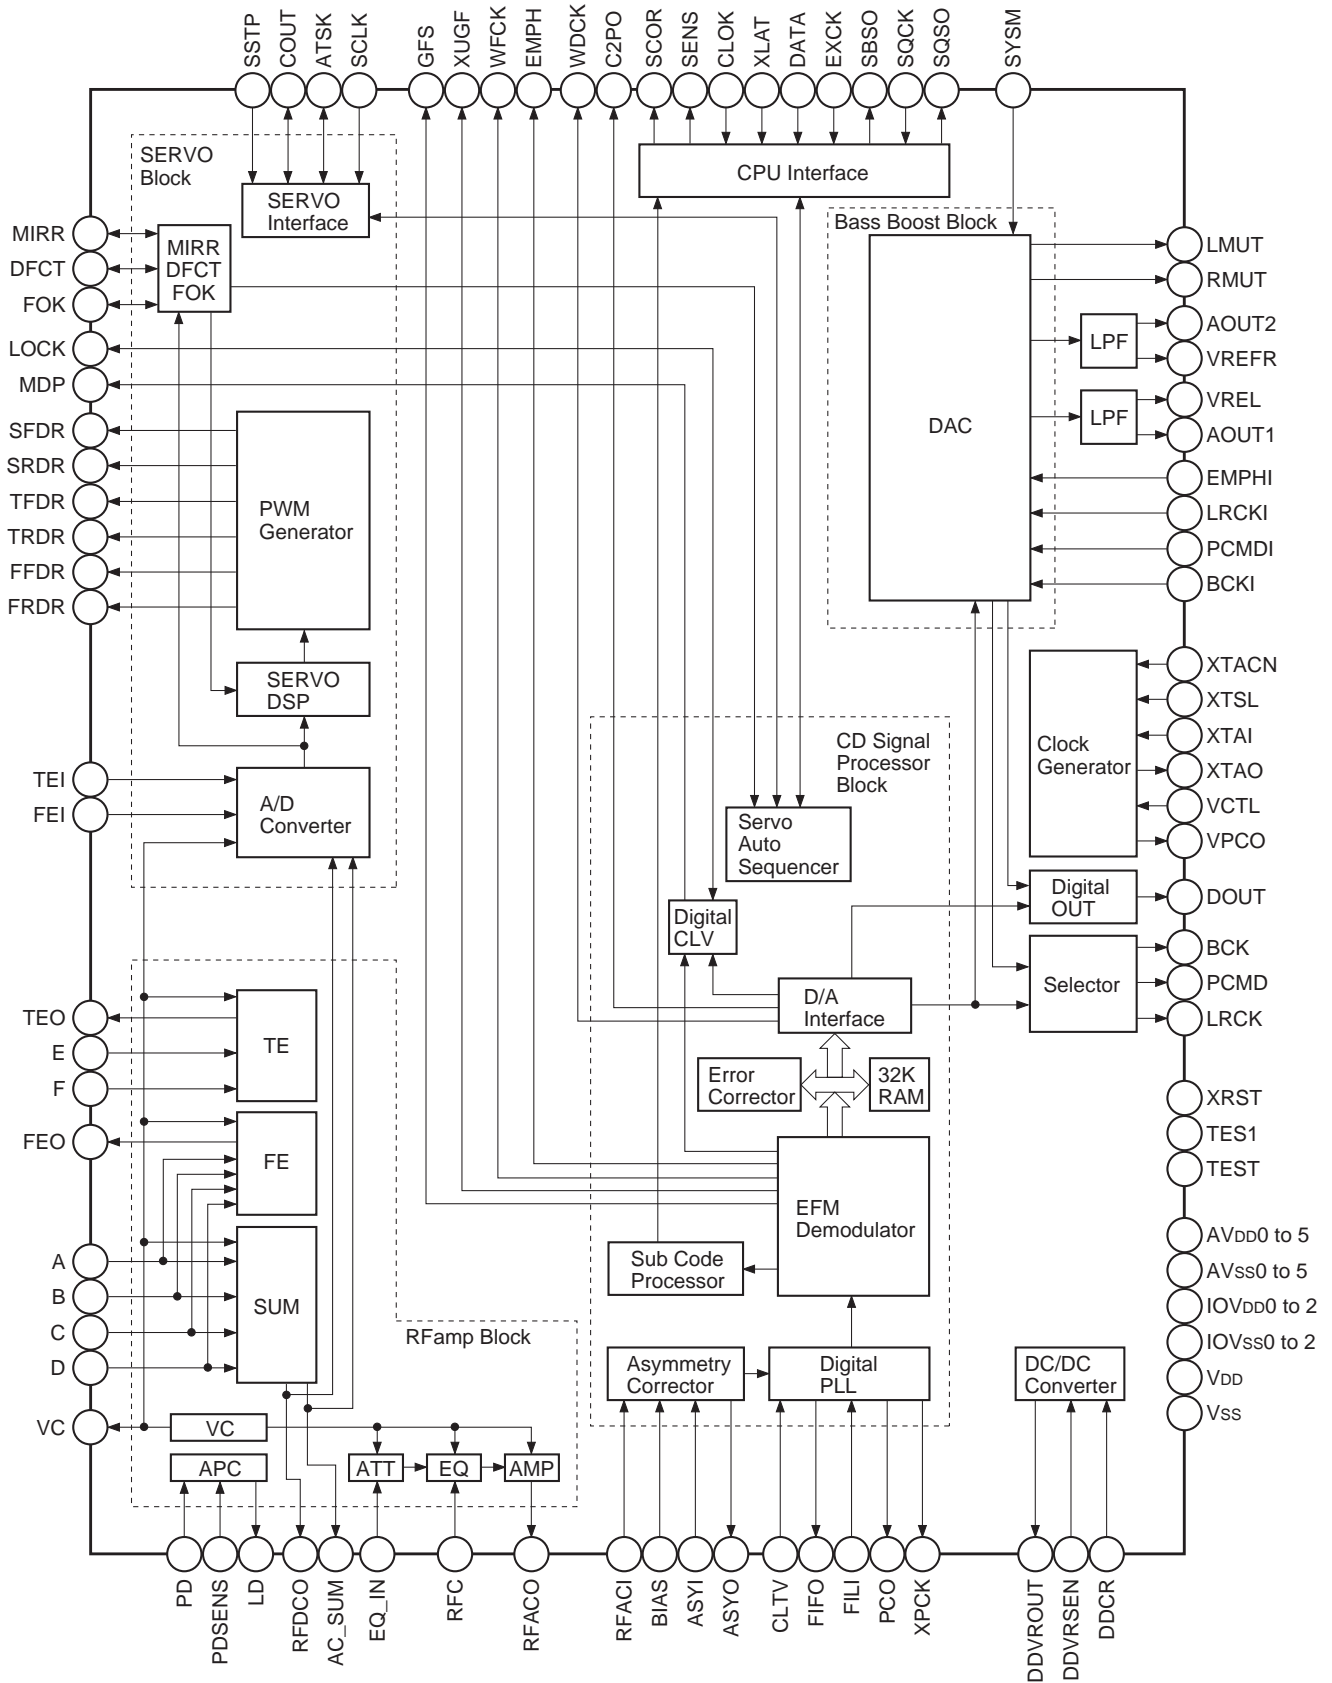 SSTP
COUT
ATSK
SCLK
GFS
XUGF
WFCK
EMPH
WDCK
C2PO
SCOR
SENS
CLOK
XLAT
DATA
EXCK
SBSO
SQCK
SQSO
SYSM
SERVO
Block
SERVO
Interface
CPU Interface
Bass Boost Block
MIRR
DFCT
FOK
LOCK
MDP
SFDR
SRDR
TFDR
TRDR
FFDR
FRDR
MIRR
DFCT
FOK
PWM
Generator
SERVO
DSP
A/D
Converter
TEI
FEI
DAC
LPF
LPF
LMUT
RMUT
AOUT2
VREFR
VREL
AOUT1
EMPHI
LRCKI
PCMDI
BCKI
CD Signal
Processor
Block
Servo
Auto
Sequencer
Digital
CLV
D/A
Interface
Error
Corrector
32K
RAM
EFM
Demodulator
Sub Code
Processor
Asymmetry
Corrector
Digital
PLL
Clock
Generator
XTACN
XTSL
XTAI
XTAO
VCTL
VPCO
Digital
OUT
DOUT
Selector
BCK
PCMD
LRCK
XRST
TES1
TEST
AVDD0 to 5
AVSS0 to 5
IOVDD0 to 2
IOVSS0 to 2
VDD
VSS
DC/DC
Converter
TEO
E
F
FEO
A
B
C
D
VC
TE
FE
SUM
RFamp Block
VC
APC
ATT
EQ
AMP
PD
PDSENS
LD
RFDCO
AC_SUM
EQ_IN
RFC
RFACO
RFACI
BIAS
ASYI
ASYO
CLTV
FIFO
FILI
PCO
XPCK
DDVROUT
DDVRSEN
DDCR